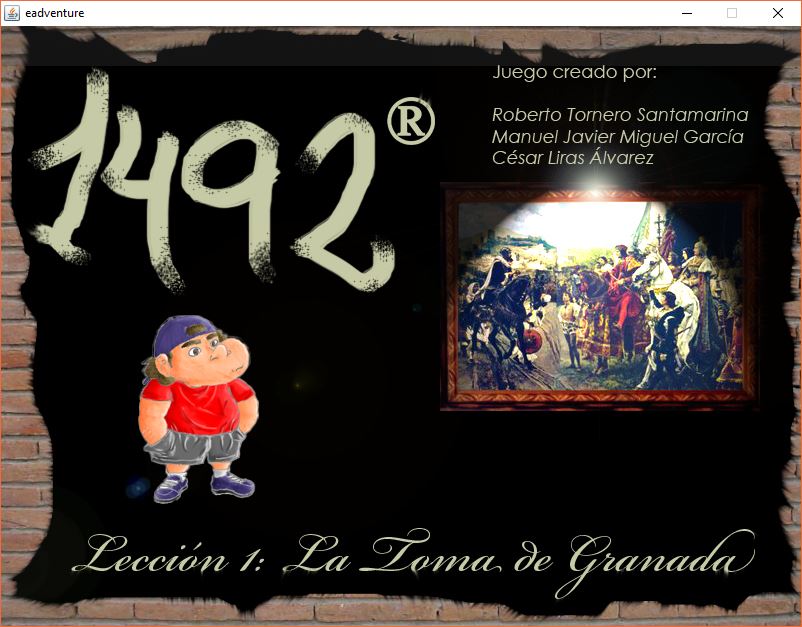 eadventure
1492®
Juego creado por:
Roberto Tornero Santamarina
Manuel Javier Miguel García
César Liras Álvarez
Lección 1: La Toma de Granada